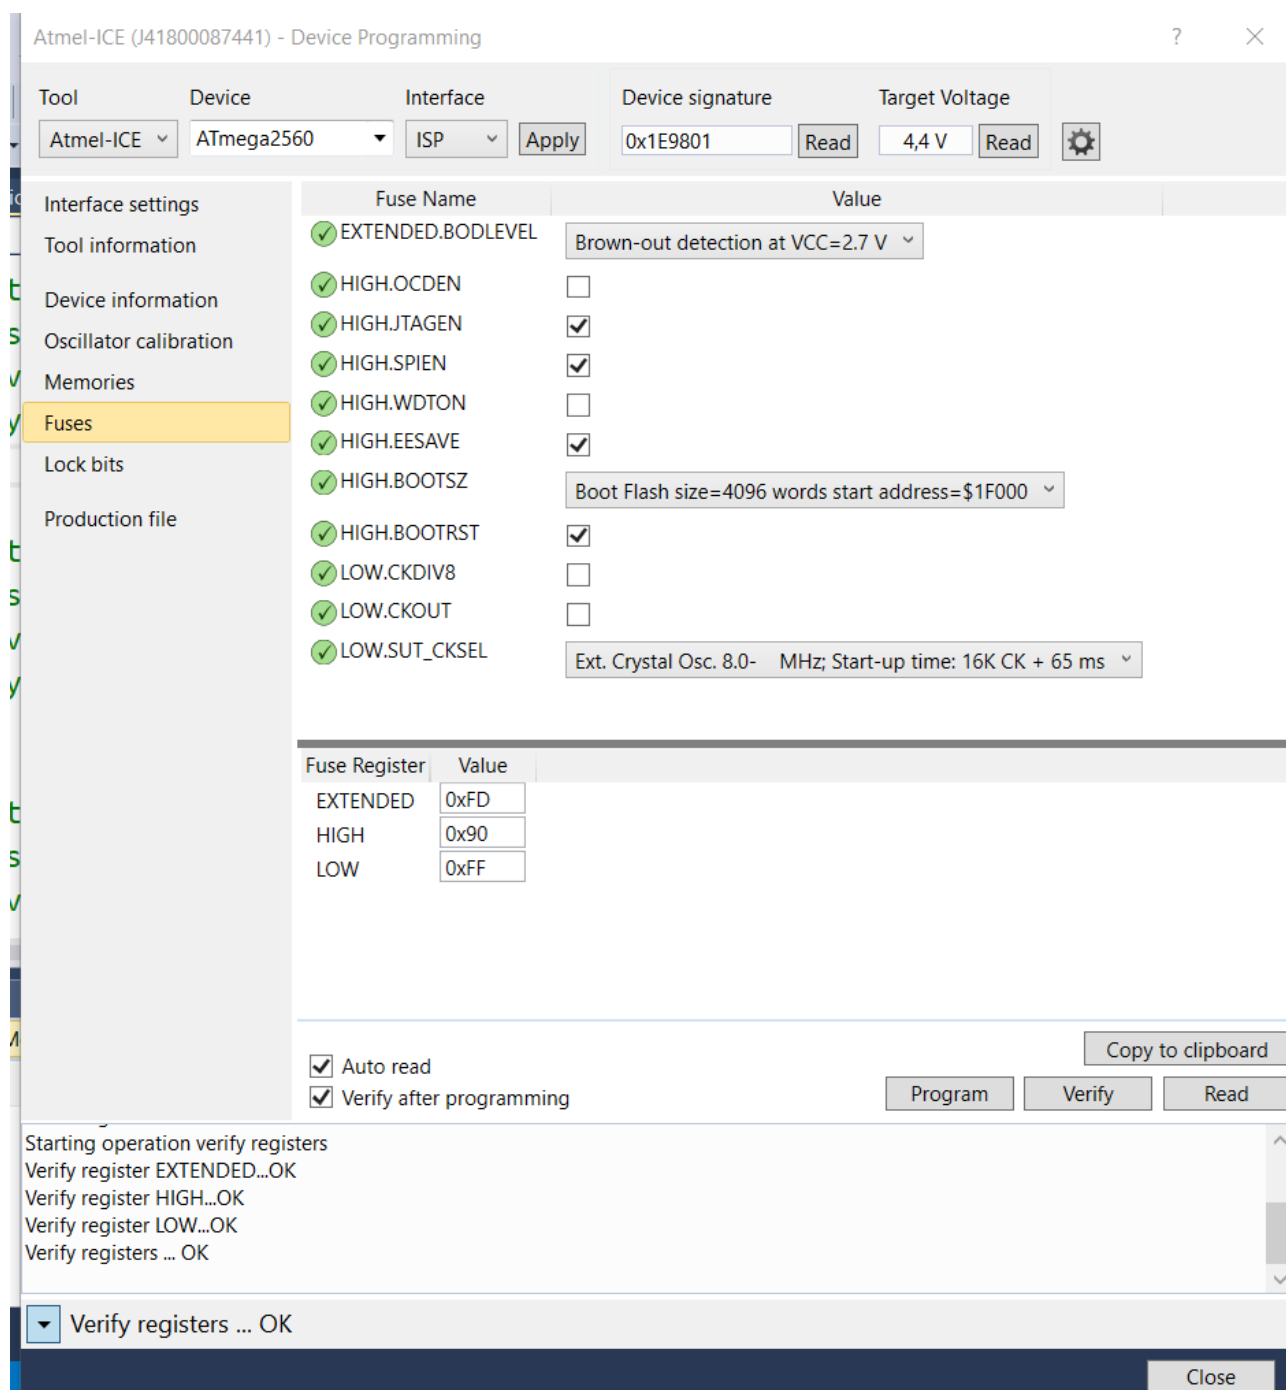 Atmel-ICE (J41800087441) - Device Programming
?
Tool Device Interface Device signature Target Voltage
Atmel-ICE ATmega2560 ISP Apply 0x1E9801 Read 4,4 V Read
Interface settings
Tool information
Device information
Oscillator calibration
Memories
Fuses
Lock bits
Production file
Fuse Name Value
EXTENDED.BODLEVEL Brown-out detection at VCC=2.7 V
HIGH.OCDEN
HIGH.JTAGEN
HIGH.SPIEN
HIGH.WDTON
HIGH.EESAVE
HIGH.BOOTSZ Boot Flash size=4096 words start address=$1F000
HIGH.BOOTRST
LOW.CKDIV8
LOW.CKOUT
LOW.SUT_CKSEL Ext. Crystal Osc. 8.0- MHz; Start-up time: 16K CK + 65 ms
Fuse Register Value
EXTENDED 0xFD
HIGH 0x90
LOW 0xFF
Copy to clipboard
Auto read
Verify after programming
Program Verify Read
Starting operation verify registers
Verify register EXTENDED...OK
Verify register HIGH...OK
Verify register LOW...OK
Verify registers ... OK
Verify registers ... OK
Close